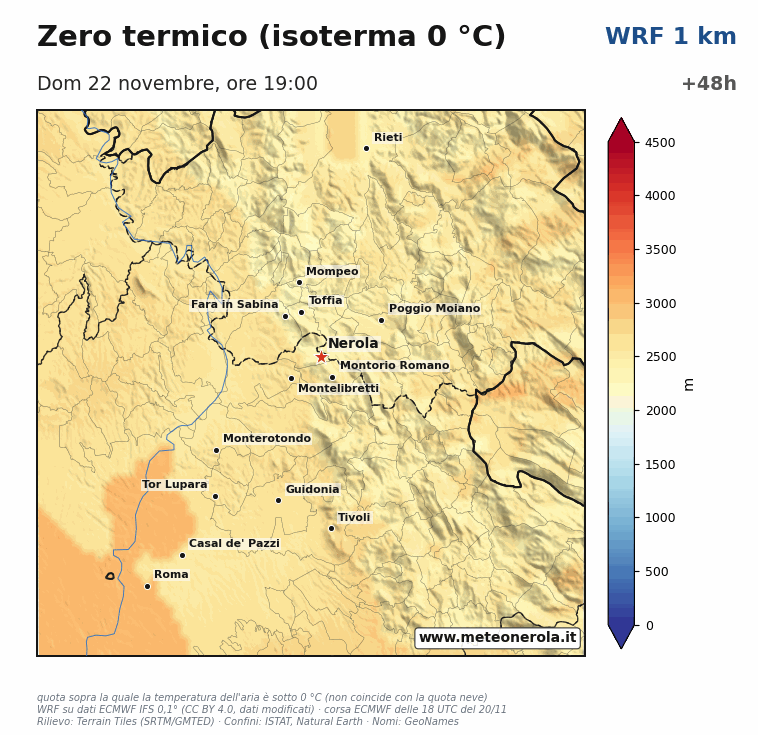 Zero termico (isoterma 0 °C)
WRF 1 km
Dom 22 novembre, ore 19:00
+48h
Rieti
Mompeo
Fara in Sabina
Toffia
Poggio Moiano
Nerola
Montorio Romano
Montelibretti
Monterotondo
Tor Lupara
Guidonia
Tivoli
Casal de' Pazzi
Roma
www.meteonerola.it
4500
4000
3500
3000
2500
2000
1500
1000
500
0
m
quota sopra la quale la temperatura dell'aria è sotto 0 °C (non coincide con la quota neve)
WRF su dati ECMWF IFS 0,1° (CC BY 4.0, dati modificati) · corsa ECMWF delle 18 UTC del 20/11
Rilievo: Terrain Tiles (SRTM/GMTED) · Confini: ISTAT, Natural Earth · Nomi: GeoNames